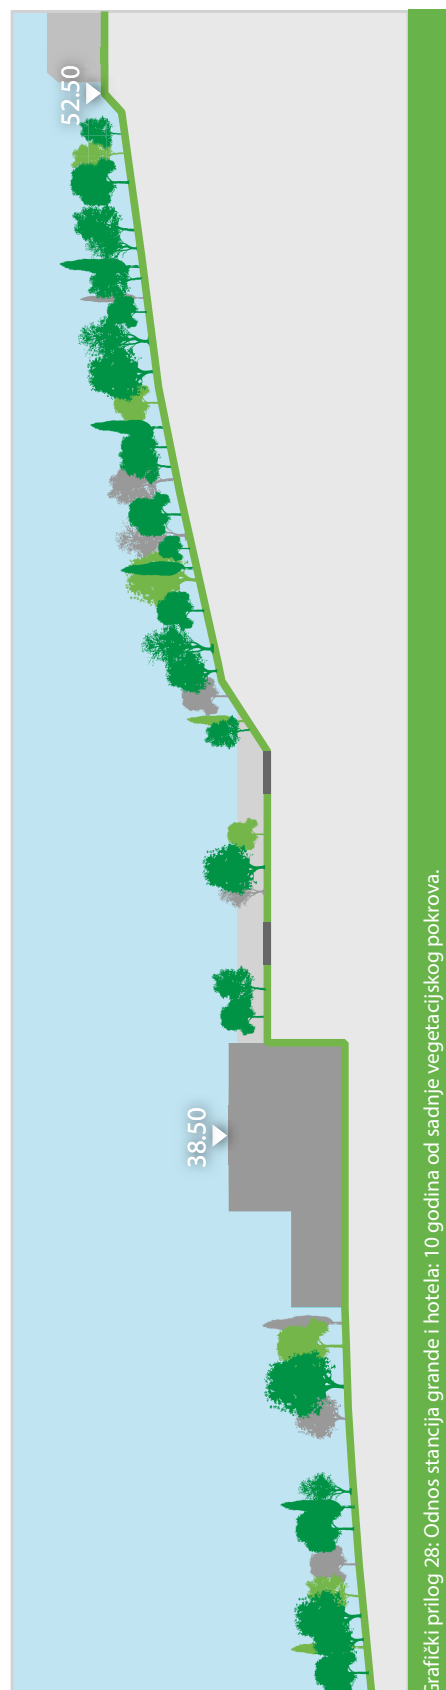 52.50
38.50
Grafički prilog 28: Odnos stancija grande i hotela: 10 godina od sadnje vegetacijskog pokrova.